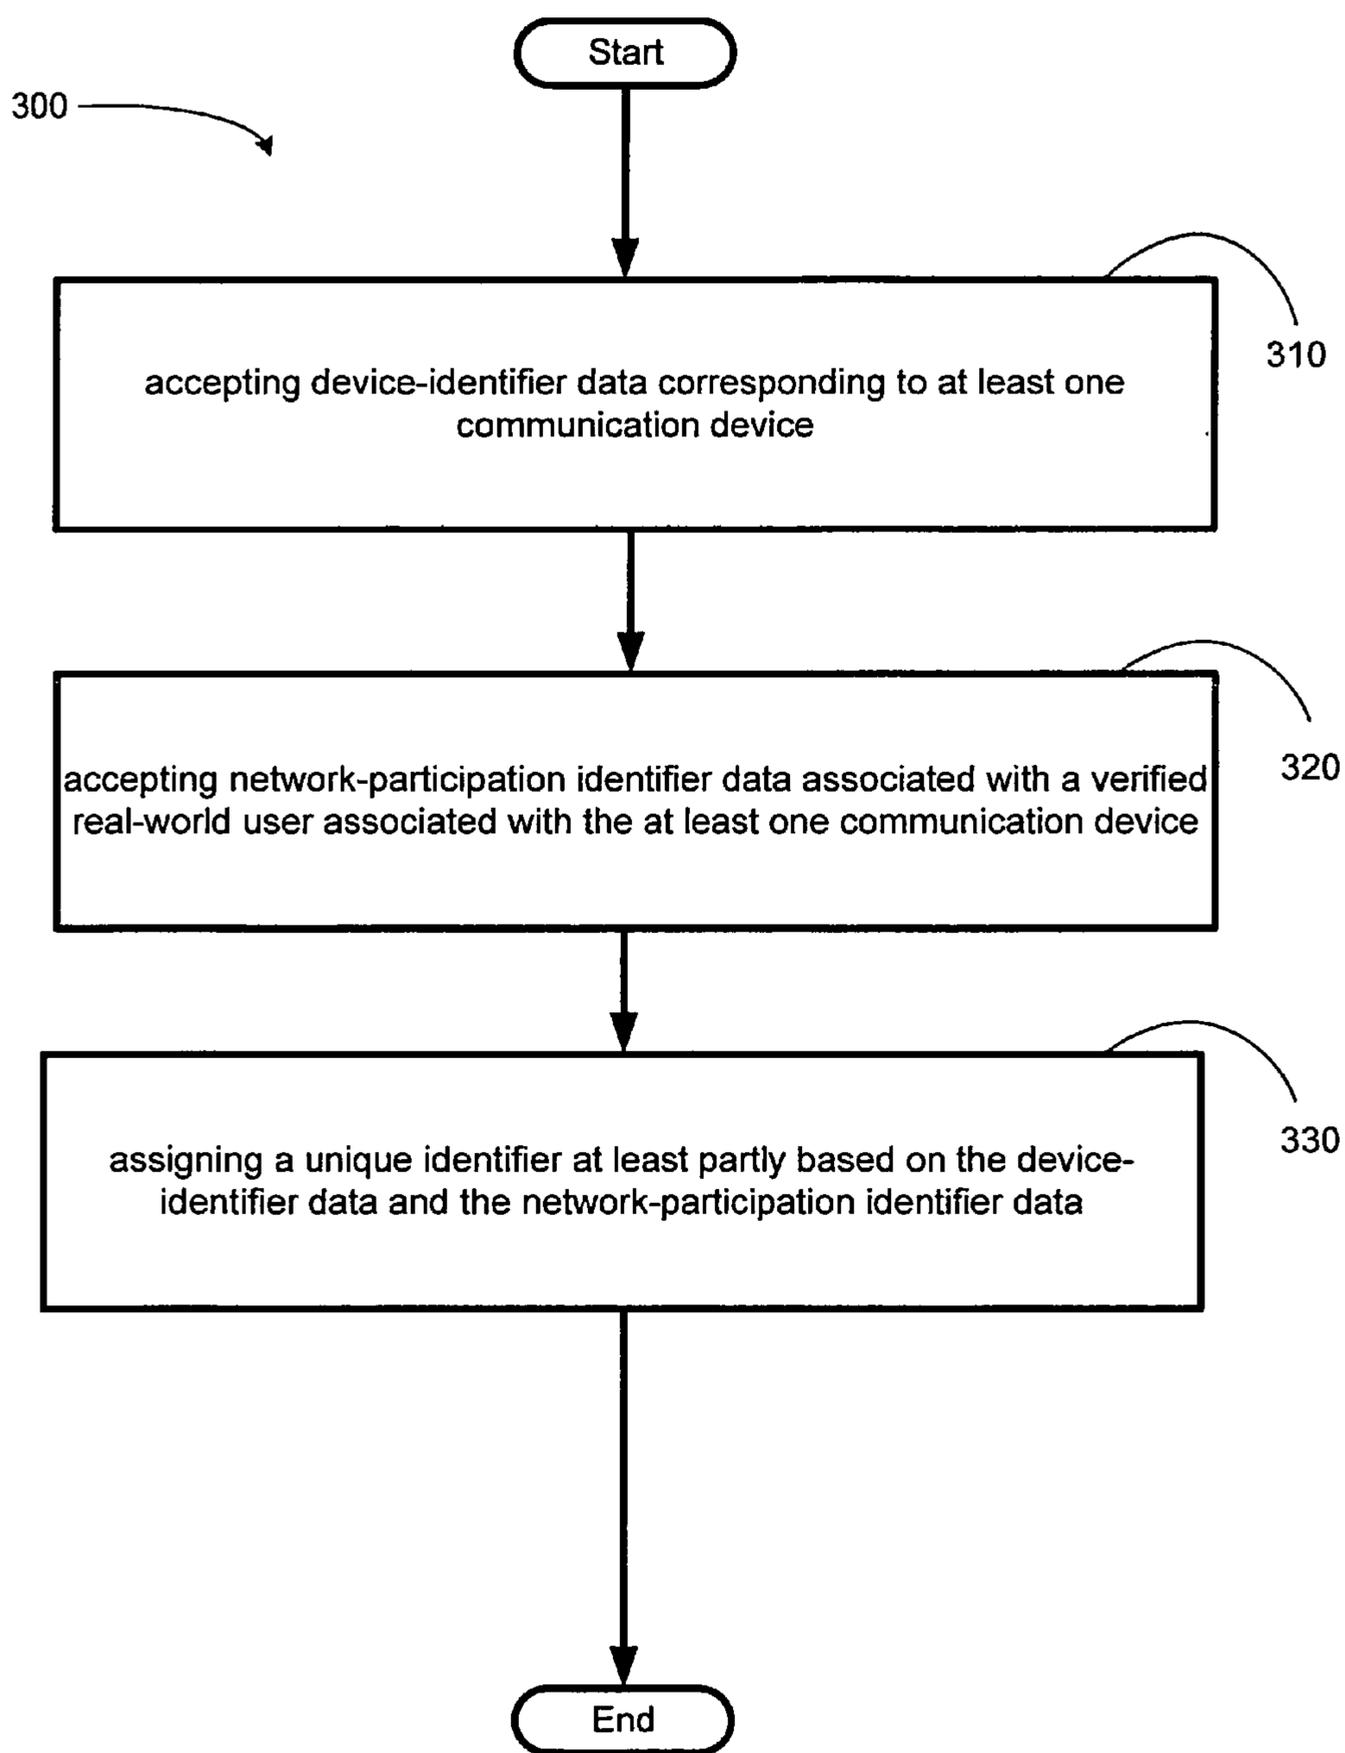 Start
300
310
accepting device-identifier data corresponding to at least one
communication device
320
accepting network-participation identifier data associated with a verified
real-world user associated with the at least one communication device
330
assigning a unique identifier at least partly based on the device-
identifier data and the network-participation identifier data
End